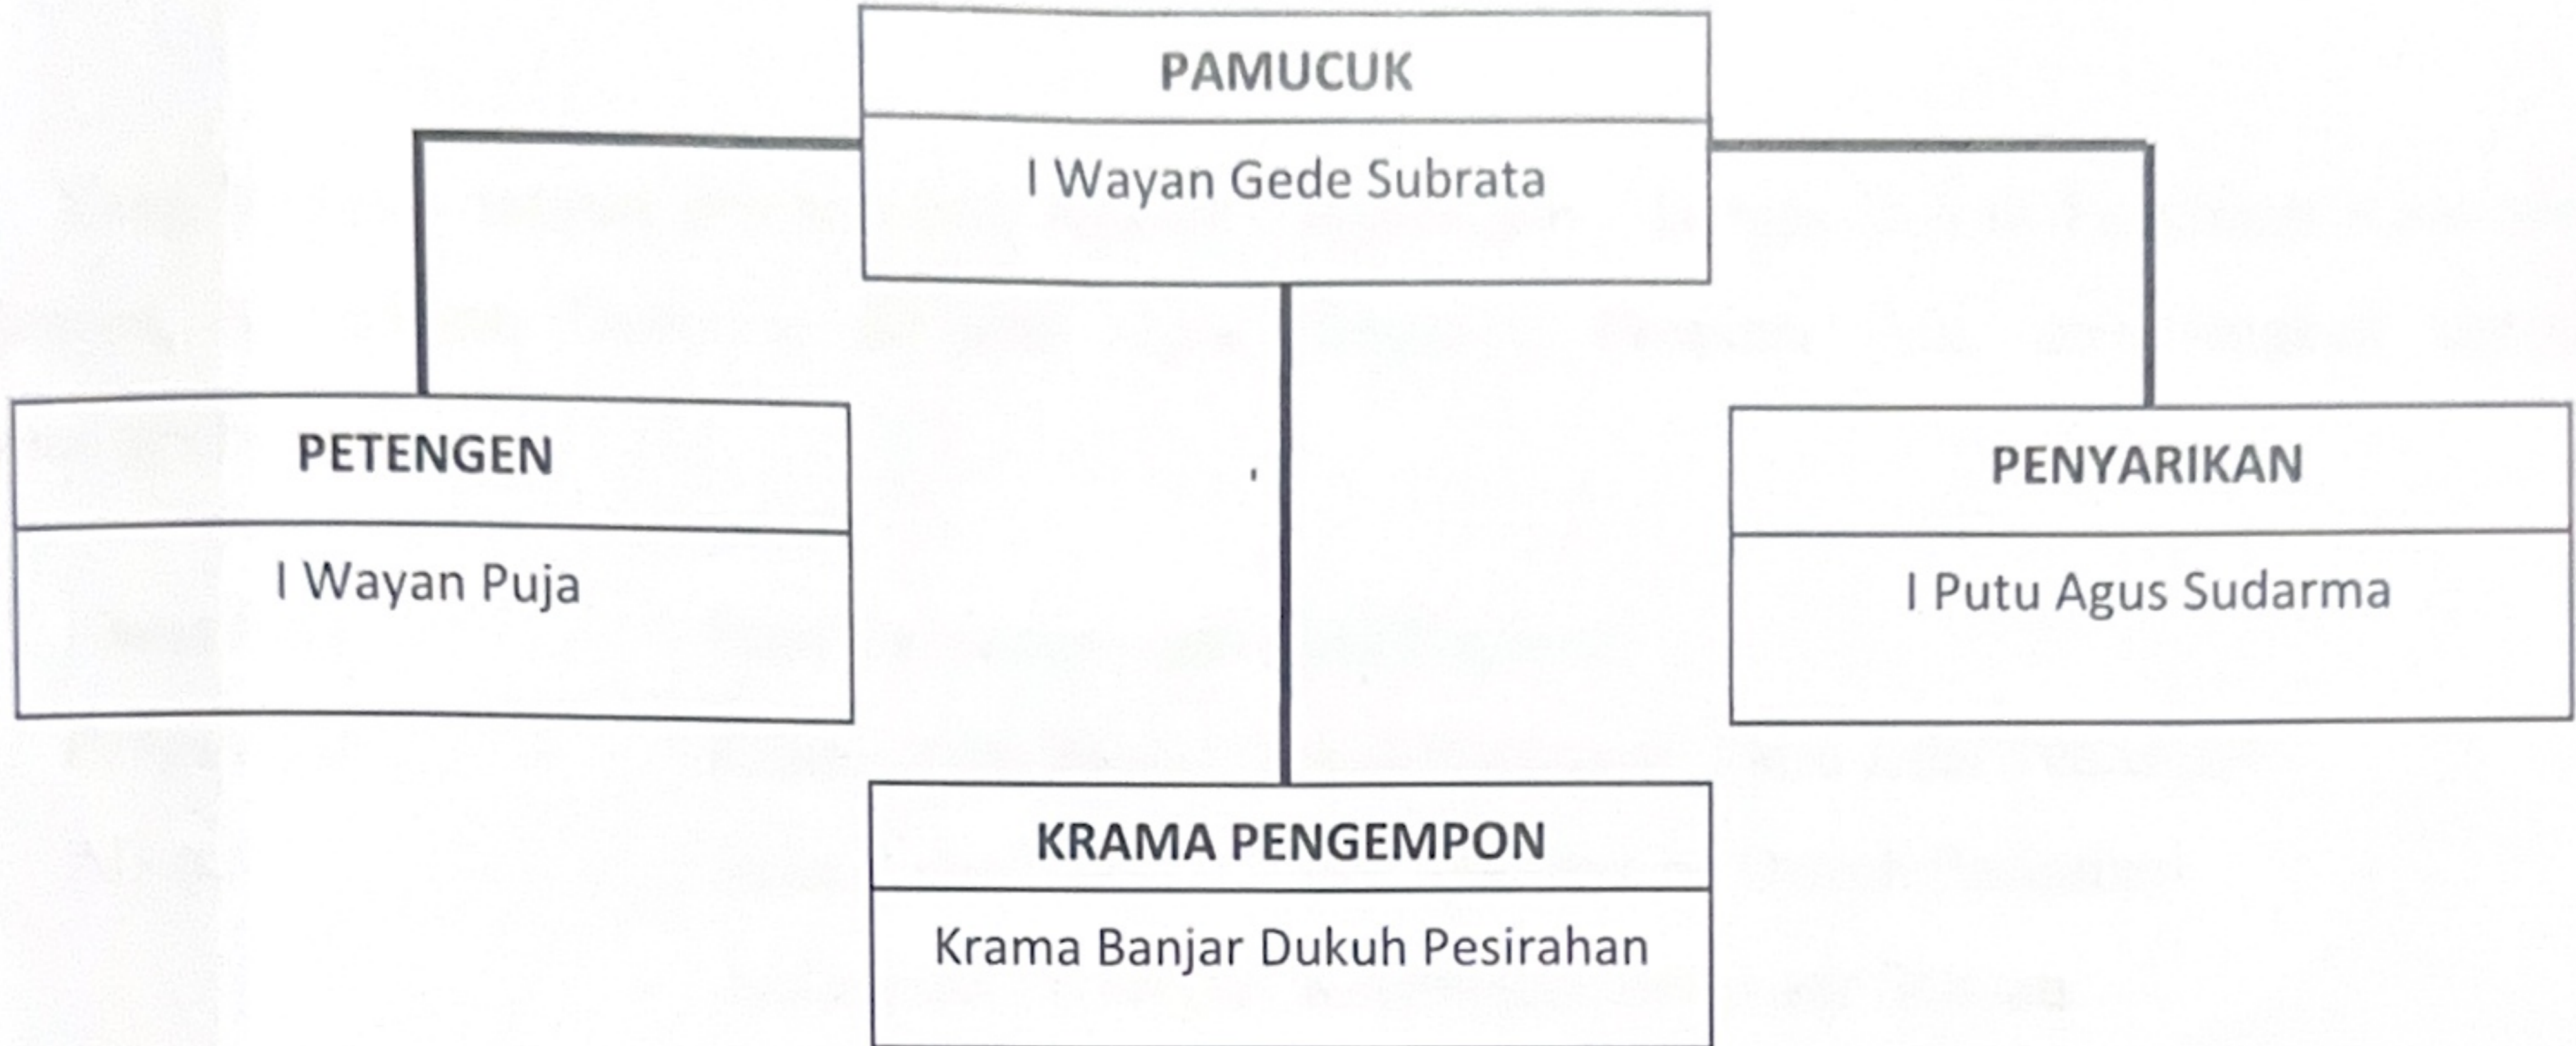 PAMUCUK
I Wayan Gede Subrata
PETENGEN
I Wayan Puja
PENYARIKAN
I Putu Agus Sudarma
KRAMA PENGEMPON
Krama Banjar Dukuh Pesirahan